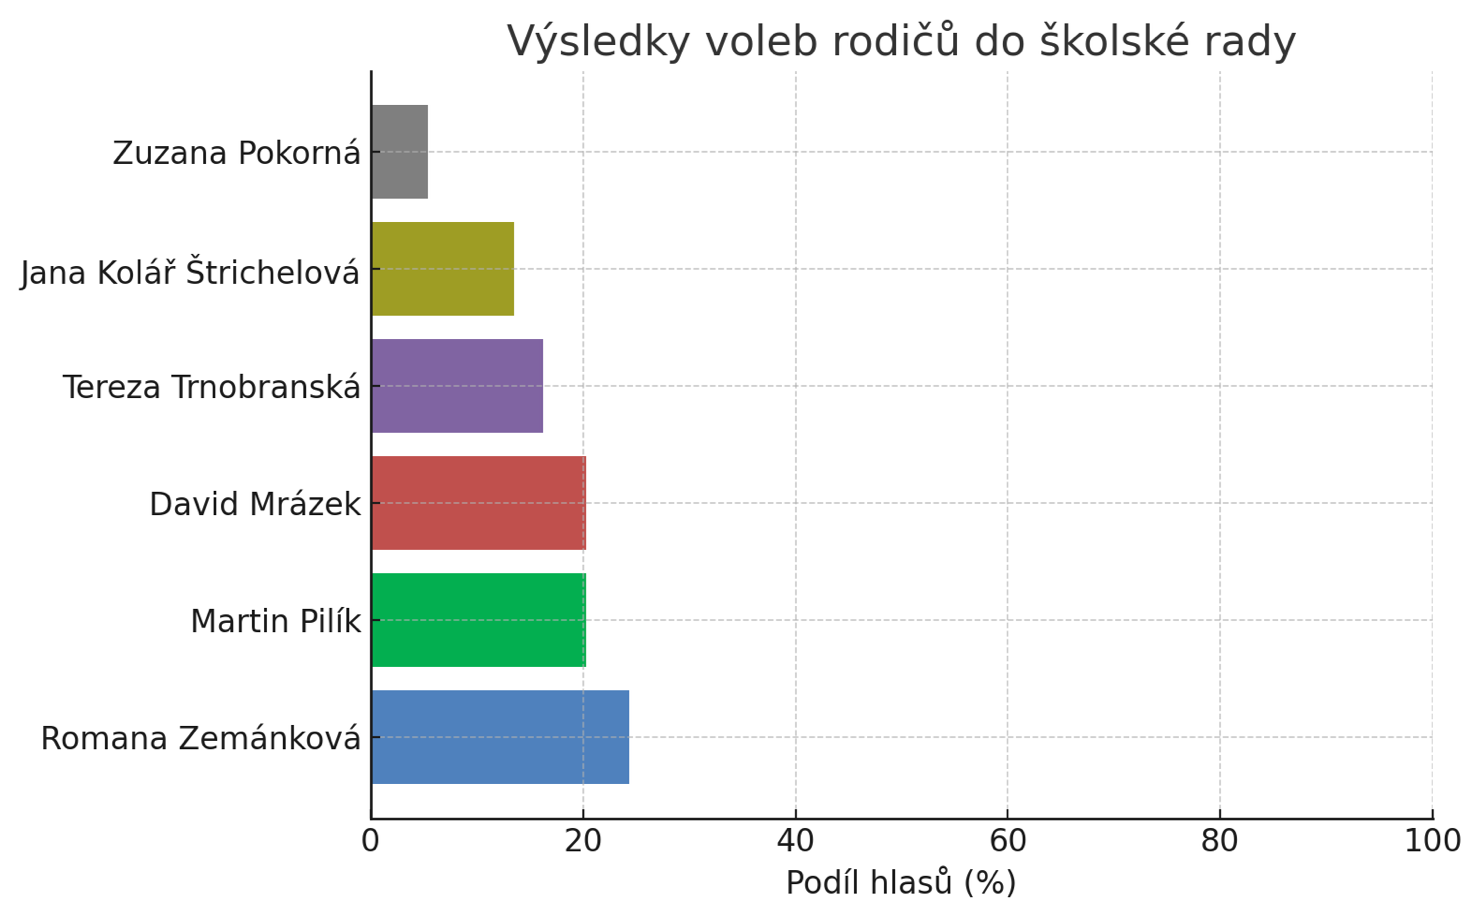 Výsledky voleb rodičů do školské rady
Zuzana Pokorná
Jana Kolář Štrichelová
Tereza Trnobranská
David Mrázek
Martin Pilík
Romana Zemánková
0 20 40 60 80 100
Podíl hlasů (%)